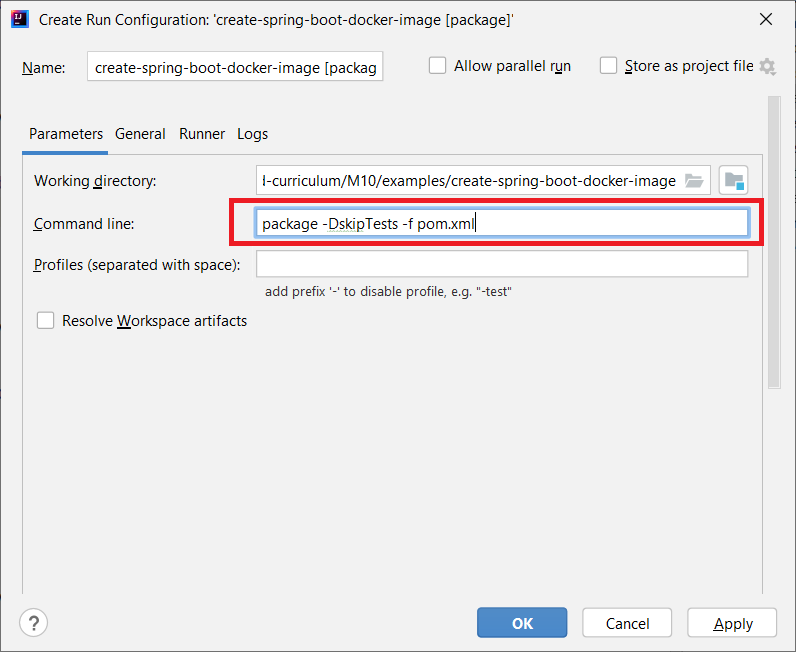 Create Run Configuration: 'create-spring-boot-docker-image [package]'
Name: create-spring-boot-docker-image [packag Allow parallel run Store as project file
Parameters General Runner Logs
Working directory: d-curriculum/M10/examples/create-spring-boot-docker-image
Command line: package -DskipTests -f pom.xml
Profiles (separated with space):
add prefix '-' to disable profile, e.g. "-test"
Resolve Workspace artifacts
? OK Cancel Apply